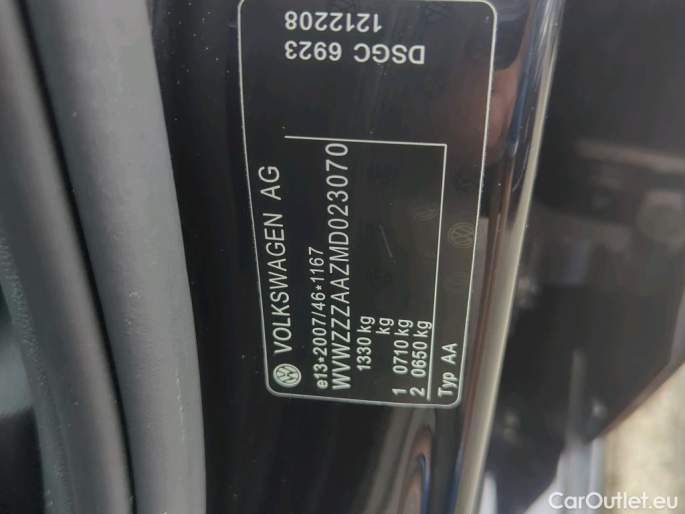 VOLKSWAGEN AG
e13*2007/46*1167
WVWZZZAAZMD023070
1330 kg
kg
1 0710 kg
2 0650 kg
Typ AA
DSGC 6923
1212208
CarOutlet.eu